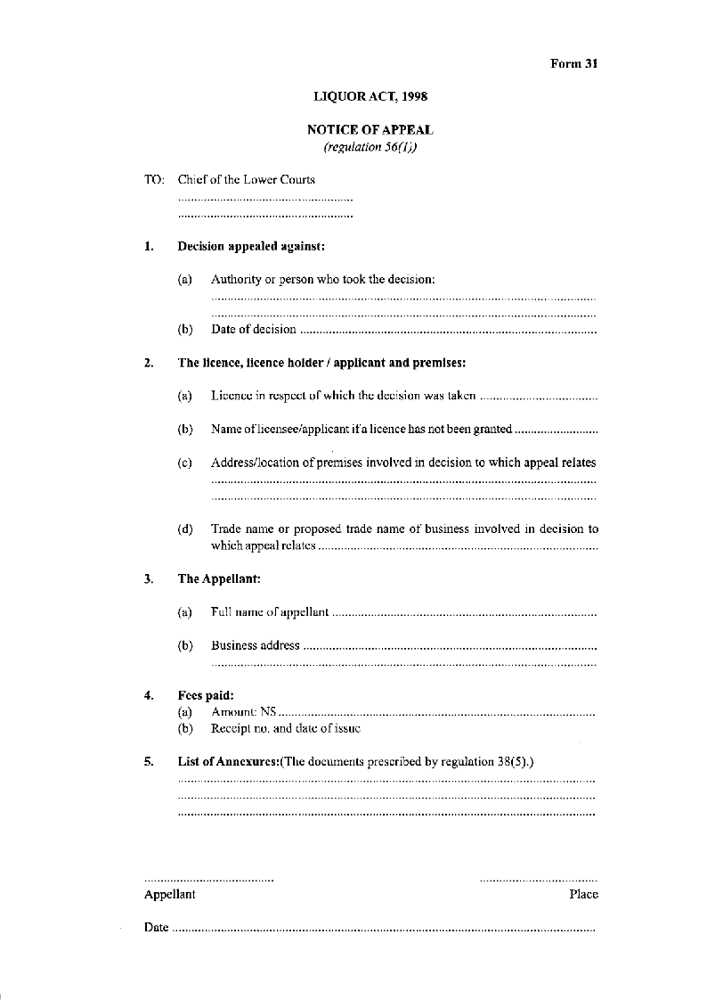 Form 31
LIQUOR ACT, 1998
NOTICE OF APPEAL
(regulation 56(1))
TO: Chief of the Lower Courts
......................................................
......................................................
1. Decision appealed against:
(a) Authority or person who took the decision:
......................................................................................................................
......................................................................................................................
(b) Date of decision ...........................................................................................
2. The licence, licence holder / applicant and premises:
(a) Licence in respect of which the decision was taken ....................................
(b) Name of licensee/applicant if a licence has not been granted ..........................
(c) Address/location of premises involved in decision to which appeal relates
......................................................................................................................
......................................................................................................................
(d) Trade name or proposed trade name of business involved in decision to
which appeal relates ......................................................................................
3. The Appellant:
(a) Full name of appellant .................................................................................
(b) Business address ..........................................................................................
......................................................................................................................
4. Fees paid:
(a) Amount: N$ .................................................................................................
(b) Receipt no. and date of issue
5. List of Annexures:(The documents prescribed by regulation 38(5).)
................................................................................................................................
................................................................................................................................
................................................................................................................................
........................................ ....................................
Appellant Place
Date ..................................................................................................................................